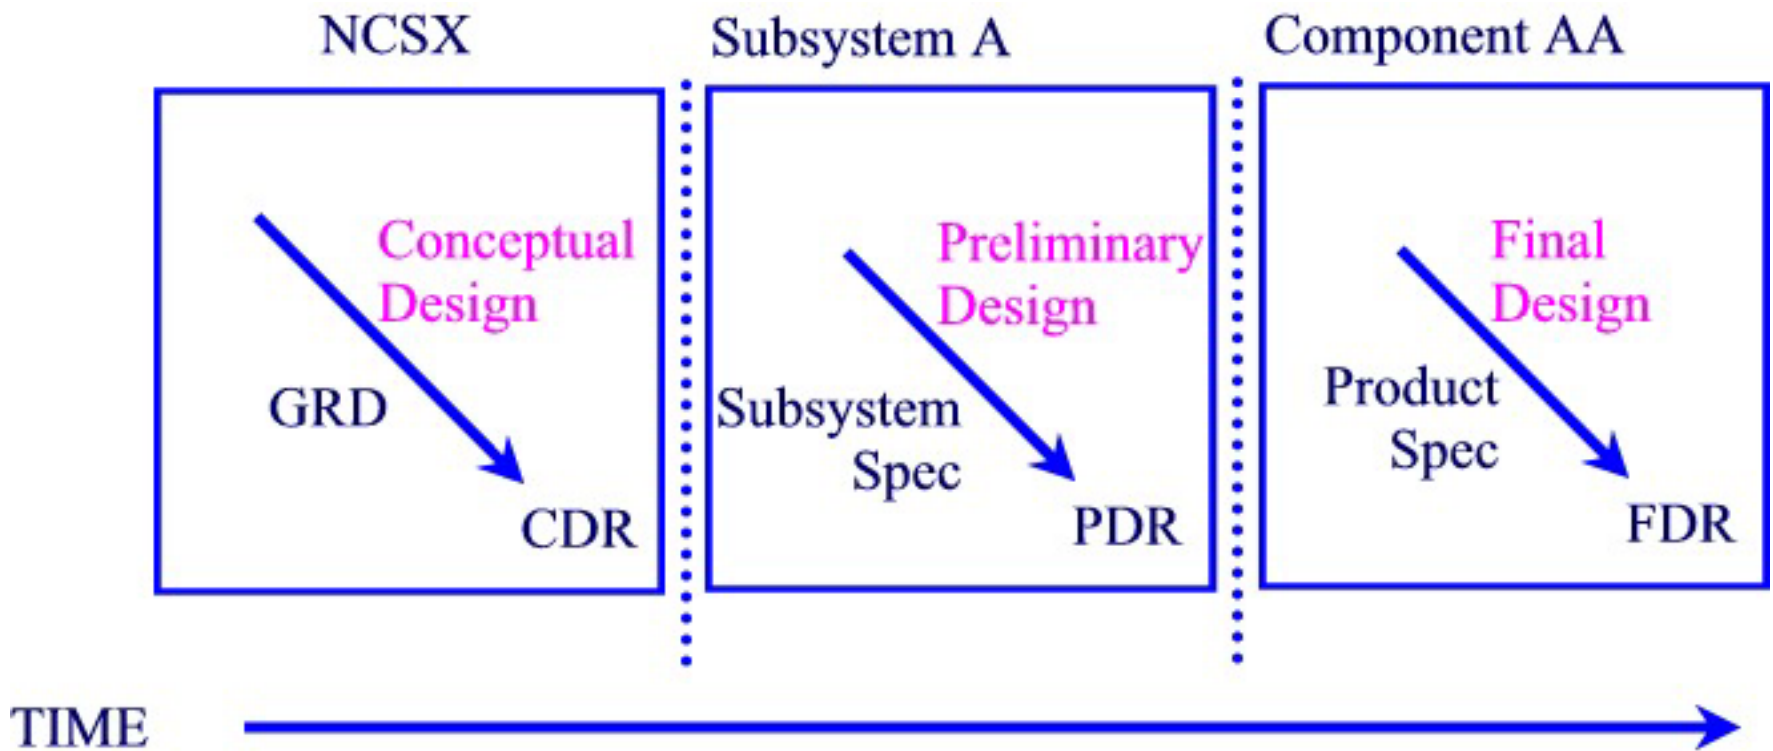 NCSX
Subsystem A
Component AA
Conceptual
Design
GRD
CDR
Preliminary
Design
Subsystem
Spec
PDR
Final
Design
Product
Spec
FDR
TIME